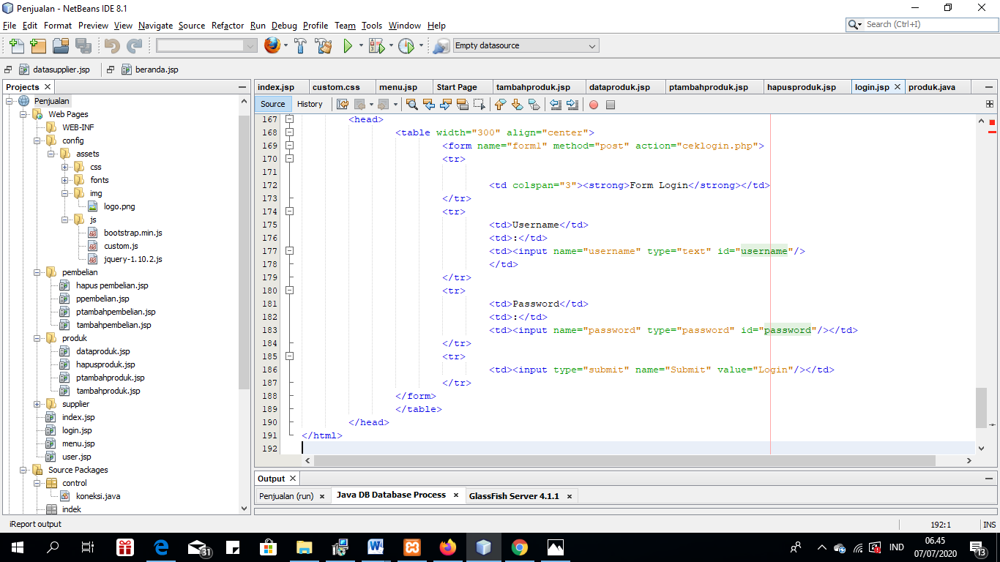 Penjualan - NetBeans IDE 8.1
File Edit Format Preview View Navigate Source Refactor Run Debug Profile Team Tools Window Help
Search (Ctrl+I)
Empty datasource
datasupplier.jsp beranda.jsp
Projects
Penjualan
Web Pages
WEB-INF
config
assets
css
fonts
img
logo.png
js
bootstrap.min.js
custom.js
jquery-1.10.2.js
pembelian
hapus pembelian.jsp
ppembelian.jsp
ptambahpembelian.jsp
tambahpembelian.jsp
produk
dataproduk.jsp
hapusproduk.jsp
ptambahproduk.jsp
tambahproduk.jsp
supplier
index.jsp
login.jsp
menu.jsp
user.jsp
Source Packages
control
koneksi.java
indek
index.jsp custom.css menu.jsp Start Page tambahproduk.jsp dataproduk.jsp ptambahproduk.jsp hapusproduk.jsp login.jsp produk.java
Source History
167 <head>
168 <table width="300" align="center">
169 <form name="form1" method="post" action="ceklogin.php">
170 <tr>
171
172 <td colspan="3"><strong>Form Login</strong></td>
173 </tr>
174 <tr>
175 <td>Username</td>
176 <td>:</td>
177 <td><input name="username" type="text" id="username"/>
178 </td>
179 </tr>
180 <tr>
181 <td>Password</td>
182 <td>:</td>
183 <td><input name="password" type="password" id="password"/></td>
184 </tr>
185 <tr>
186 <td><input type="submit" name="Submit" value="Login"/></td>
187 </tr>
188 </form>
189 </table>
190 </head>
191 </html>
192
Output
Penjualan (run) Java DB Database Process GlassFish Server 4.1.1
iReport output
192:1 INS
31
IND
06.45
07/07/2020
13